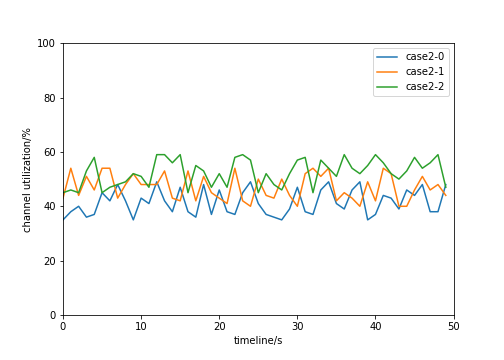 100
80
60
40
20
0
channel utilization/%
case2-0
case2-1
case2-2
0 10 20 30 40 50
timeline/s